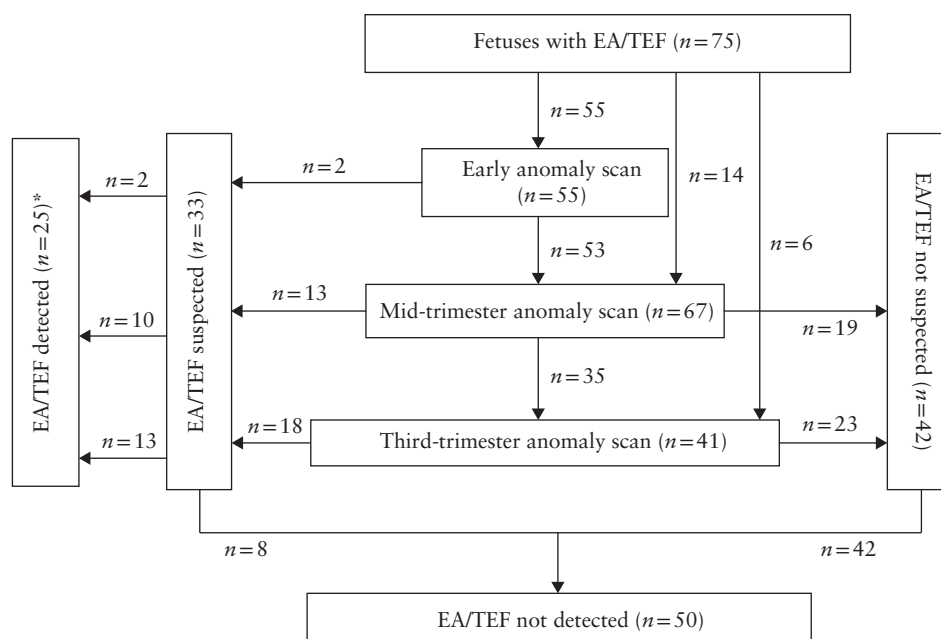 Fetuses with EA/TEF (n=75)
n=55
n=14
n=6
Early anomaly scan
(n=55)
n=2
n=2
EA/TEF detected (n=25)*
EA/TEF suspected (n=33)
EA/TEF not suspected (n=42)
n=53
n=13
Mid-trimester anomaly scan (n=67)
n=19
n=10
n=35
n=18
Third-trimester anomaly scan (n=41)
n=23
n=13
n=8
n=42
EA/TEF not detected (n=50)